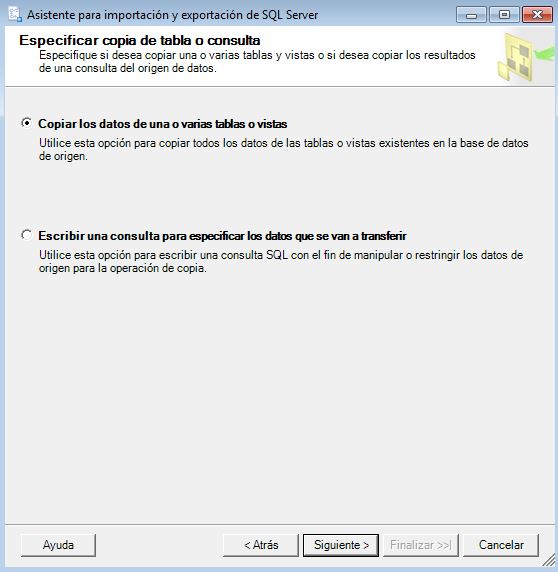 Asistente para importación y exportación de SQL Server
Especificar copia de tabla o consulta
Especifique si desea copiar una o varias tablas y vistas o si desea copiar los resultados
de una consulta del origen de datos.
Copiar los datos de una o varias tablas o vistas
Utilice esta opción para copiar todos los datos de las tablas o vistas existentes en la base de datos
de origen.
Escribir una consulta para especificar los datos que se van a transferir
Utilice esta opción para escribir una consulta SQL con el fin de manipular o restringir los datos de
origen para la operación de copia.
Ayuda
< Atrás
Siguiente >
Finalizar >>|
Cancelar